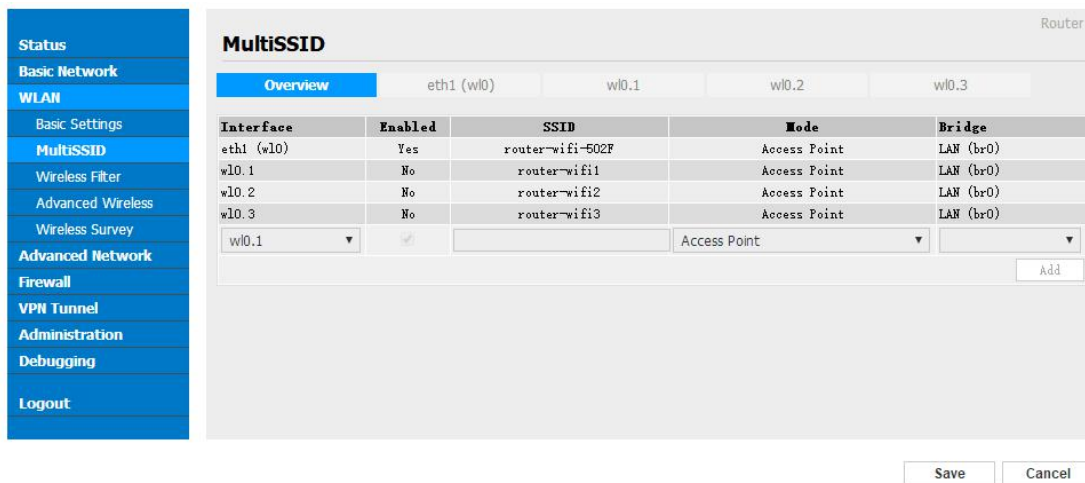 Router
Status
Basic Network
WLAN
Basic Settings
MultiSSID
Wireless Filter
Advanced Wireless
Wireless Survey
Advanced Network
Firewall
VPN Tunnel
Administration
Debugging
Logout
MultiSSID
Overview eth1 (wl0) wl0.1 wl0.2 wl0.3
Interface Enabled SSID Mode Bridge
eth1 (wl0) Yes router-wifi-502F Access Point LAN (br0)
wl0.1 No router-wifi1 Access Point LAN (br0)
wl0.2 No router-wifi2 Access Point LAN (br0)
wl0.3 No router-wifi3 Access Point LAN (br0)
wl0.1 Access Point
Add
Save Cancel